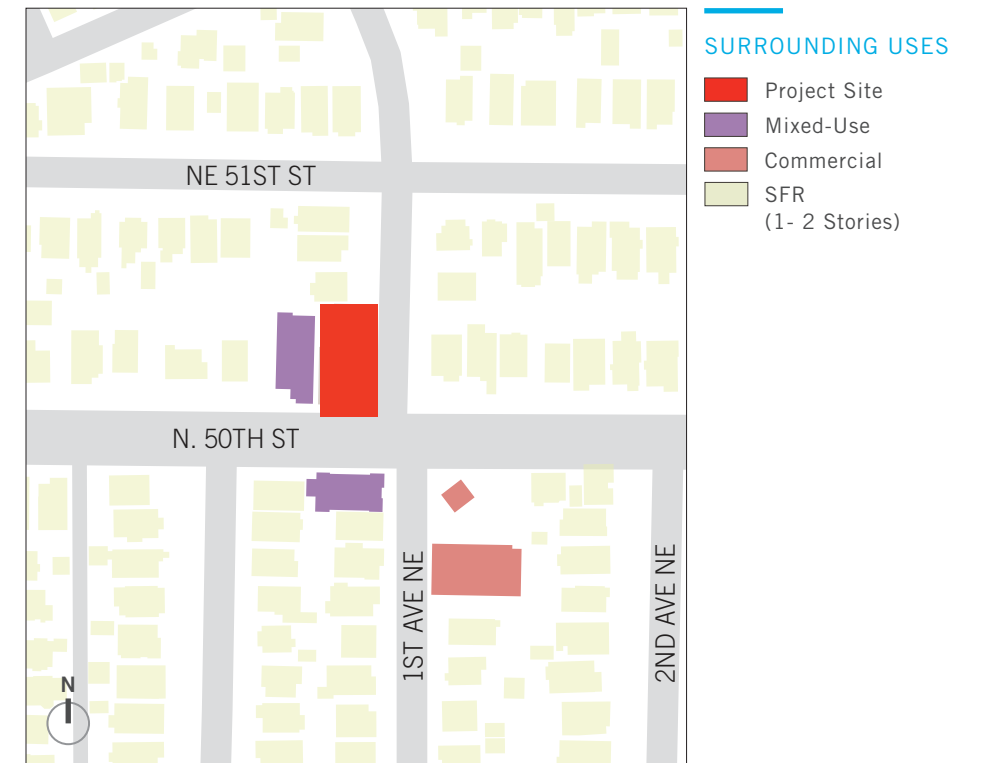 SURROUNDING USES
Project Site
Mixed-Use
Commercial
SFR
(1- 2 Stories)
NE 51ST ST
N. 50TH ST
1ST AVE NE
2ND AVE NE
N